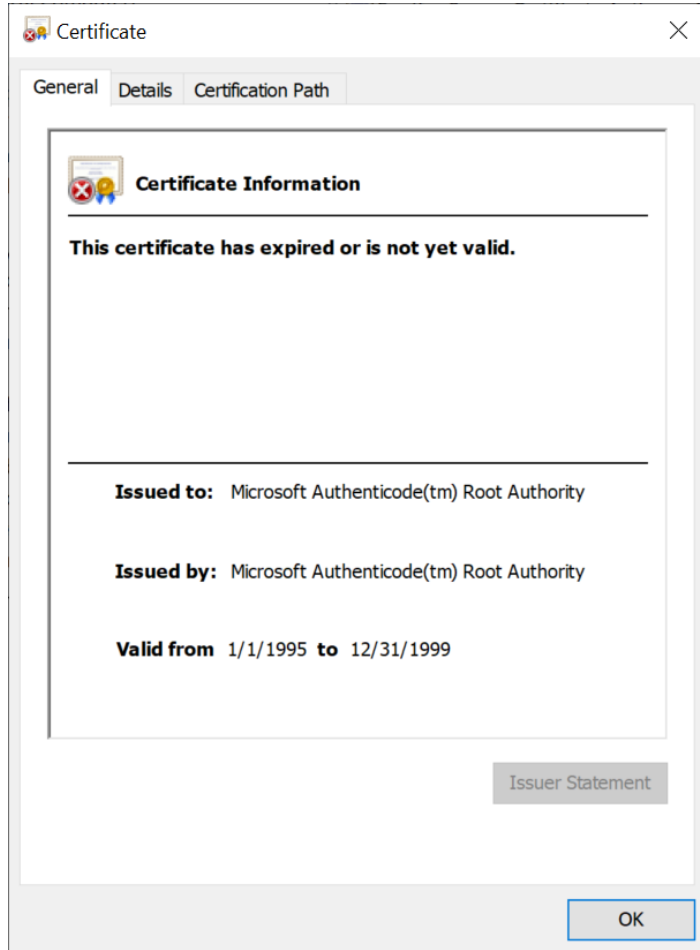 Certificate
General Details Certification Path
Certificate Information
This certificate has expired or is not yet valid.
Issued to: Microsoft Authenticode(tm) Root Authority
Issued by: Microsoft Authenticode(tm) Root Authority
Valid from 1/1/1995 to 12/31/1999
Issuer Statement
OK